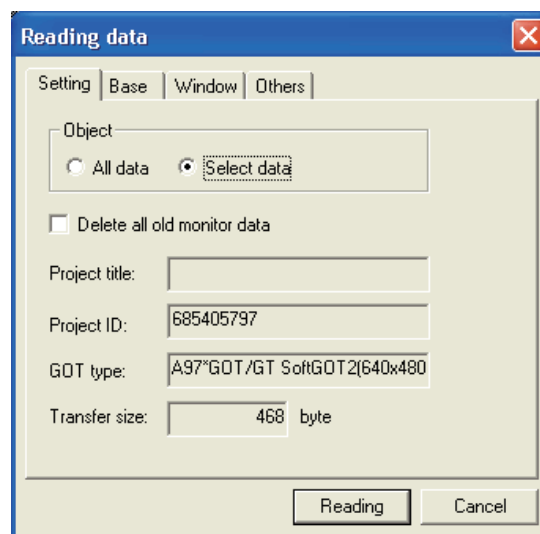 Reading data
Setting Base Window Others
Object
All data Select data
Delete all old monitor data
Project title:
Project ID: 685405797
GOT type: A97*GOT/GT SoftGOT2(640x480
Transfer size: 468 byte
Reading Cancel